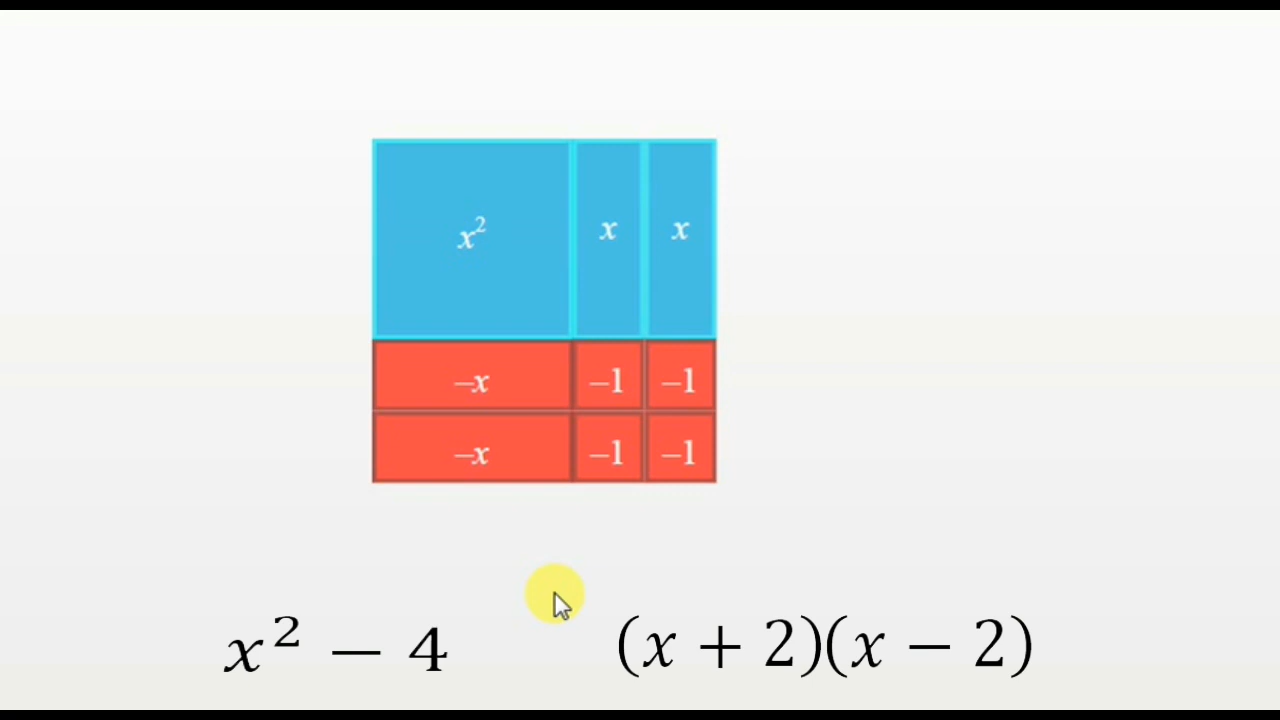 x² x x
–x –1 –1
–x –1 –1
x² − 4 (x + 2)(x − 2)